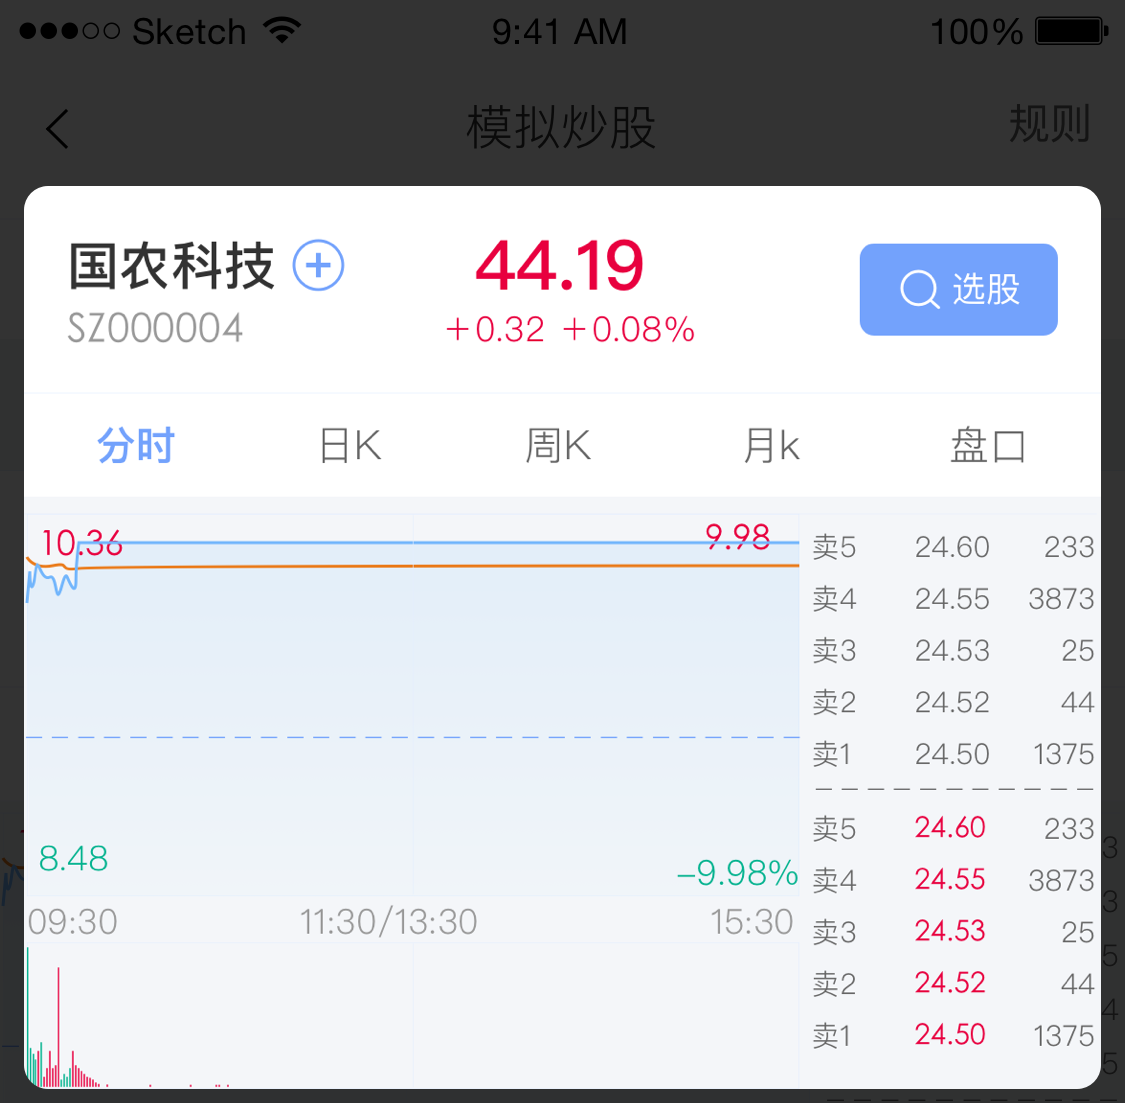 Sketch 9:41 AM 100%
模拟炒股 规则
国农科技 44.19 选股
SZ000004 +0.32 +0.08%
分时 日K 周K 月k 盘口
10.36 9.98
卖5 24.60 233
卖4 24.55 3873
卖3 24.53 25
卖2 24.52 44
卖1 24.50 1375
卖5 24.60 233
8.48 -9.98%
卖4 24.55 3873
09:30 11:30/13:30 15:30
卖3 24.53 25
卖2 24.52 44
卖1 24.50 1375
3
3
5
4
5